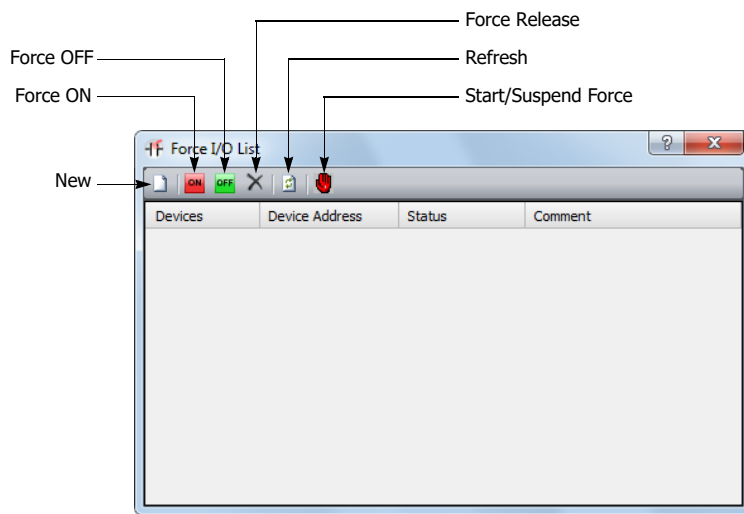 Force Release
Force OFF
Refresh
Force ON
Start/Suspend Force
Force I/O List
?
X
New
ON
OFF
Devices
Device Address
Status
Comment